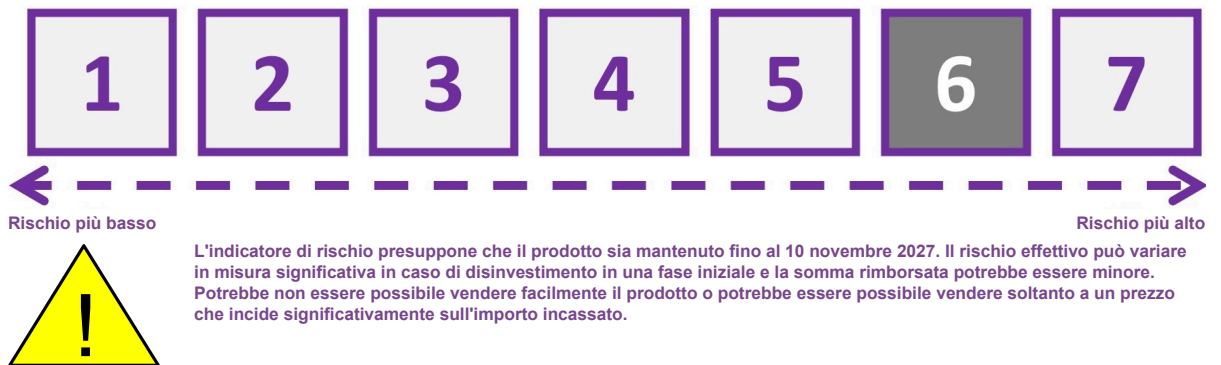 1 2 3 4 5 6 7
Rischio più basso Rischio più alto
L'indicatore di rischio presuppone che il prodotto sia mantenuto fino al 10 novembre 2027. Il rischio effettivo può variare
in misura significativa in caso di disinvestimento in una fase iniziale e la somma rimborsata potrebbe essere minore.
Potrebbe non essere possibile vendere facilmente il prodotto o potrebbe essere possibile vendere soltanto a un prezzo
che incide significativamente sull'importo incassato.
!